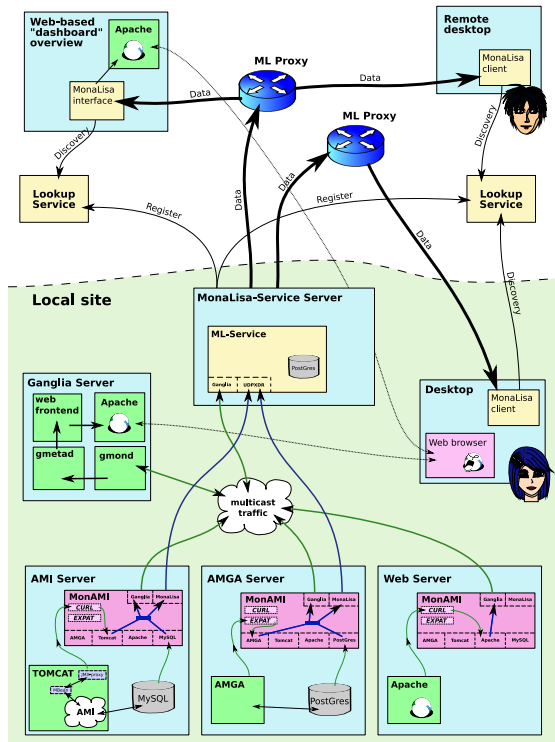 Web-based
"dashboard"
overview
Apache
MonaLisa
interface
ML Proxy
Data
Data
Remote
desktop
MonaLisa
client
ML Proxy
Discovery
Discovery
Lookup
Service
Register
Data
Data
Register
Lookup
Service
Data
Discovery
Local site
MonaLisa-Service Server
ML-Service
PostGres
Ganglia
UDPXDR
Ganglia Server
web
frontend
Apache
gmetad
gmond
Desktop
MonaLisa
client
Web browser
multicast
traffic
AMI Server
MonAMI
Ganglia
MonaLisa
CURL
EXPAT
AMGA
Tomcat
Apache
MySQL
TOMCAT
JMXproxy
MBean
AMI
MySQL
AMGA Server
MonAMI
Ganglia
MonaLisa
CURL
EXPAT
AMGA
Tomcat
Apache
PostGres
AMGA
PostGres
Web Server
MonAMI
Ganglia
MonaLisa
CURL
EXPAT
AMGA
Tomcat
Apache
MySQL
Apache